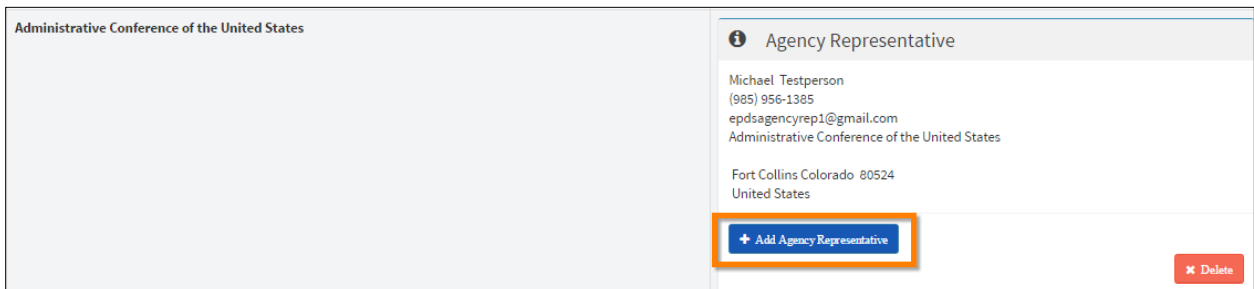 Administrative Conference of the United States
Agency Representative
Michael Testperson
(985) 956-1385
epdsagencyrep1@gmail.com
Administrative Conference of the United States
Fort Collins Colorado 80524
United States
+ Add Agency Representative
✖ Delete